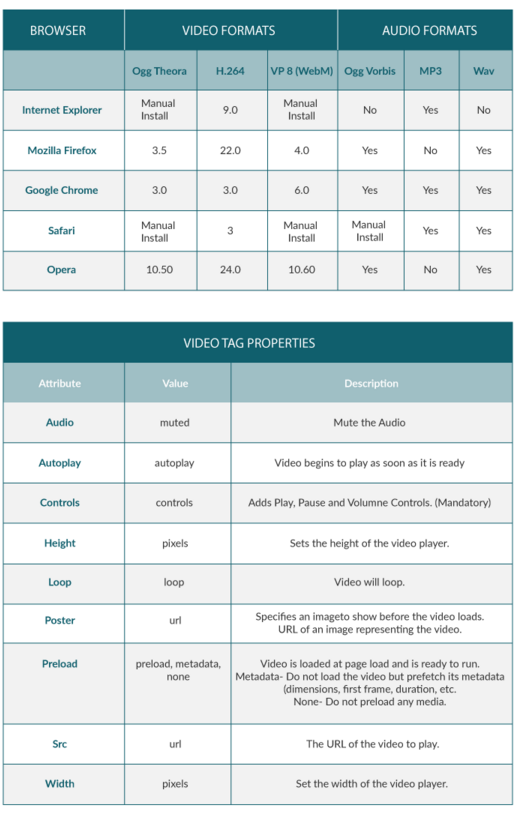 BROWSER VIDEO FORMATS AUDIO FORMATS
Ogg Theora H.264 VP 8 (WebM) Ogg Vorbis MP3 Wav
Internet Explorer Manual Install 9.0 Manual Install No Yes No
Mozilla Firefox 3.5 22.0 4.0 Yes No Yes
Google Chrome 3.0 3.0 6.0 Yes Yes Yes
Safari Manual Install 3 Manual Install Manual Install Yes Yes
Opera 10.50 24.0 10.60 Yes No Yes
VIDEO TAG PROPERTIES
Attribute Value Description
Audio muted Mute the Audio
Autoplay autoplay Video begins to play as soon as it is ready
Controls controls Adds Play, Pause and Volumne Controls. (Mandatory)
Height pixels Sets the height of the video player.
Loop loop Video will loop.
Poster url Specifies an imageto show before the video loads.
URL of an image representing the video.
Preload preload, metadata, none Video is loaded at page load and is ready to run.
Metadata- Do not load the video but prefetch its metadata
(dimensions, first frame, duration, etc.
None- Do not preload any media.
Src url The URL of the video to play.
Width pixels Set the width of the video player.